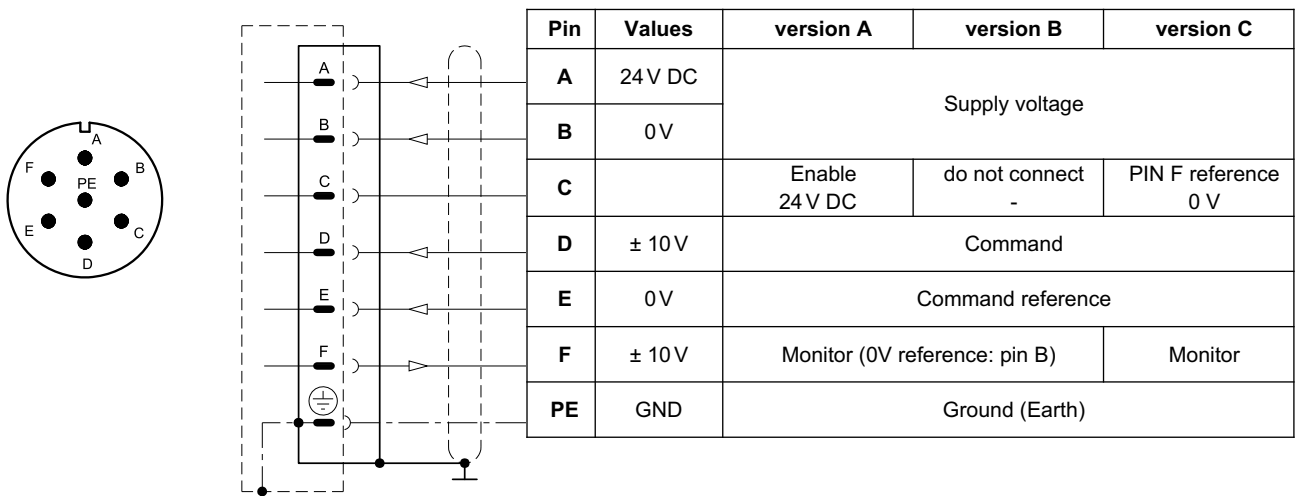 A
F
B
PE
E
C
D
A
B
C
D
E
F
Pin Values version A version B version C
A 24 V DC
Supply voltage
B 0 V
C Enable do not connect PIN F reference
24 V DC - 0 V
D ± 10 V Command
E 0 V Command reference
F ± 10 V Monitor (0V reference: pin B) Monitor
PE GND Ground (Earth)